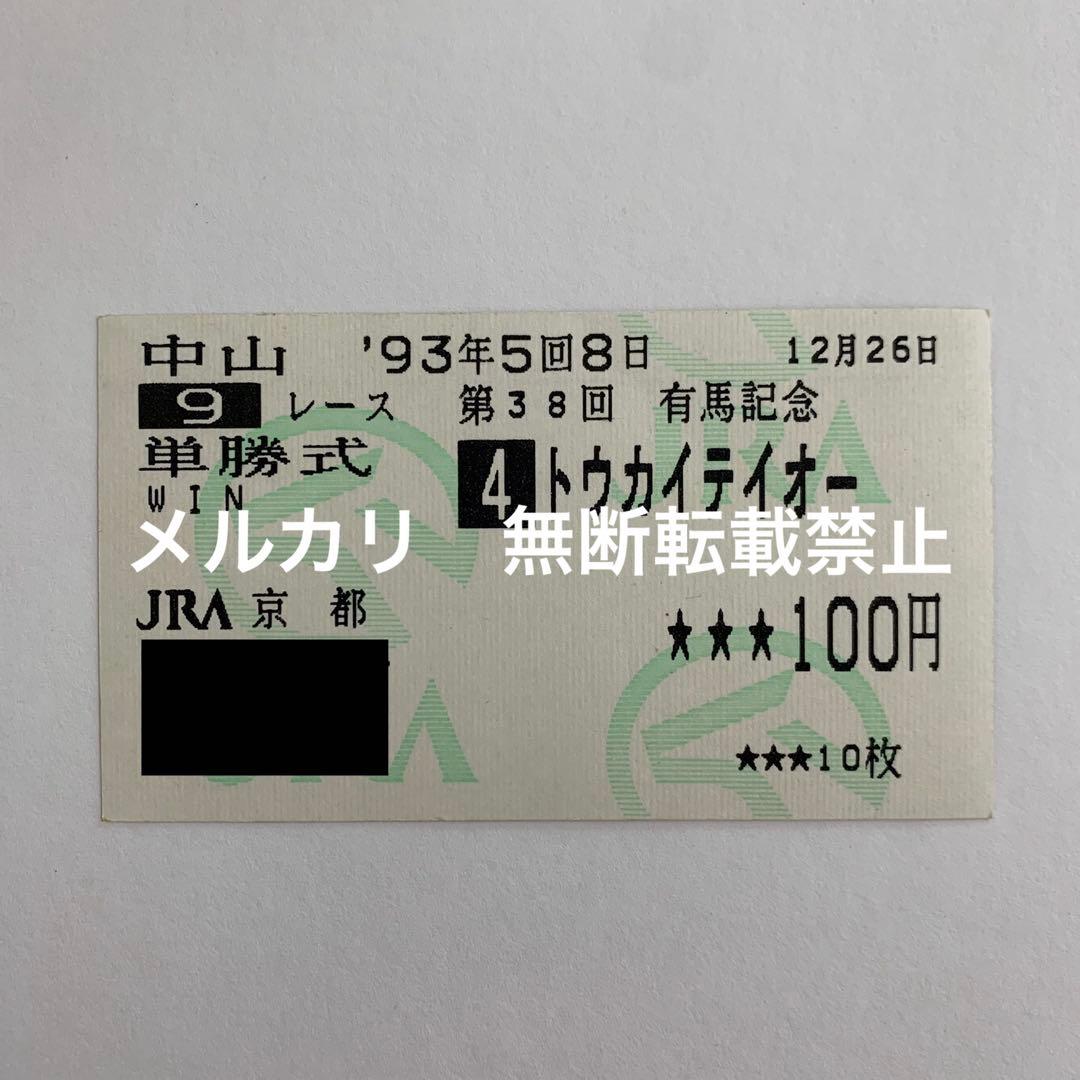 中山 '93年5回8日 12月26日
9 レース 第38回 有馬記念
単勝式 4 トウカイテイオー
WIN
メルカリ 無断転載禁止
JRA 京都
★★★100円
★★★10枚
JRA
JRA